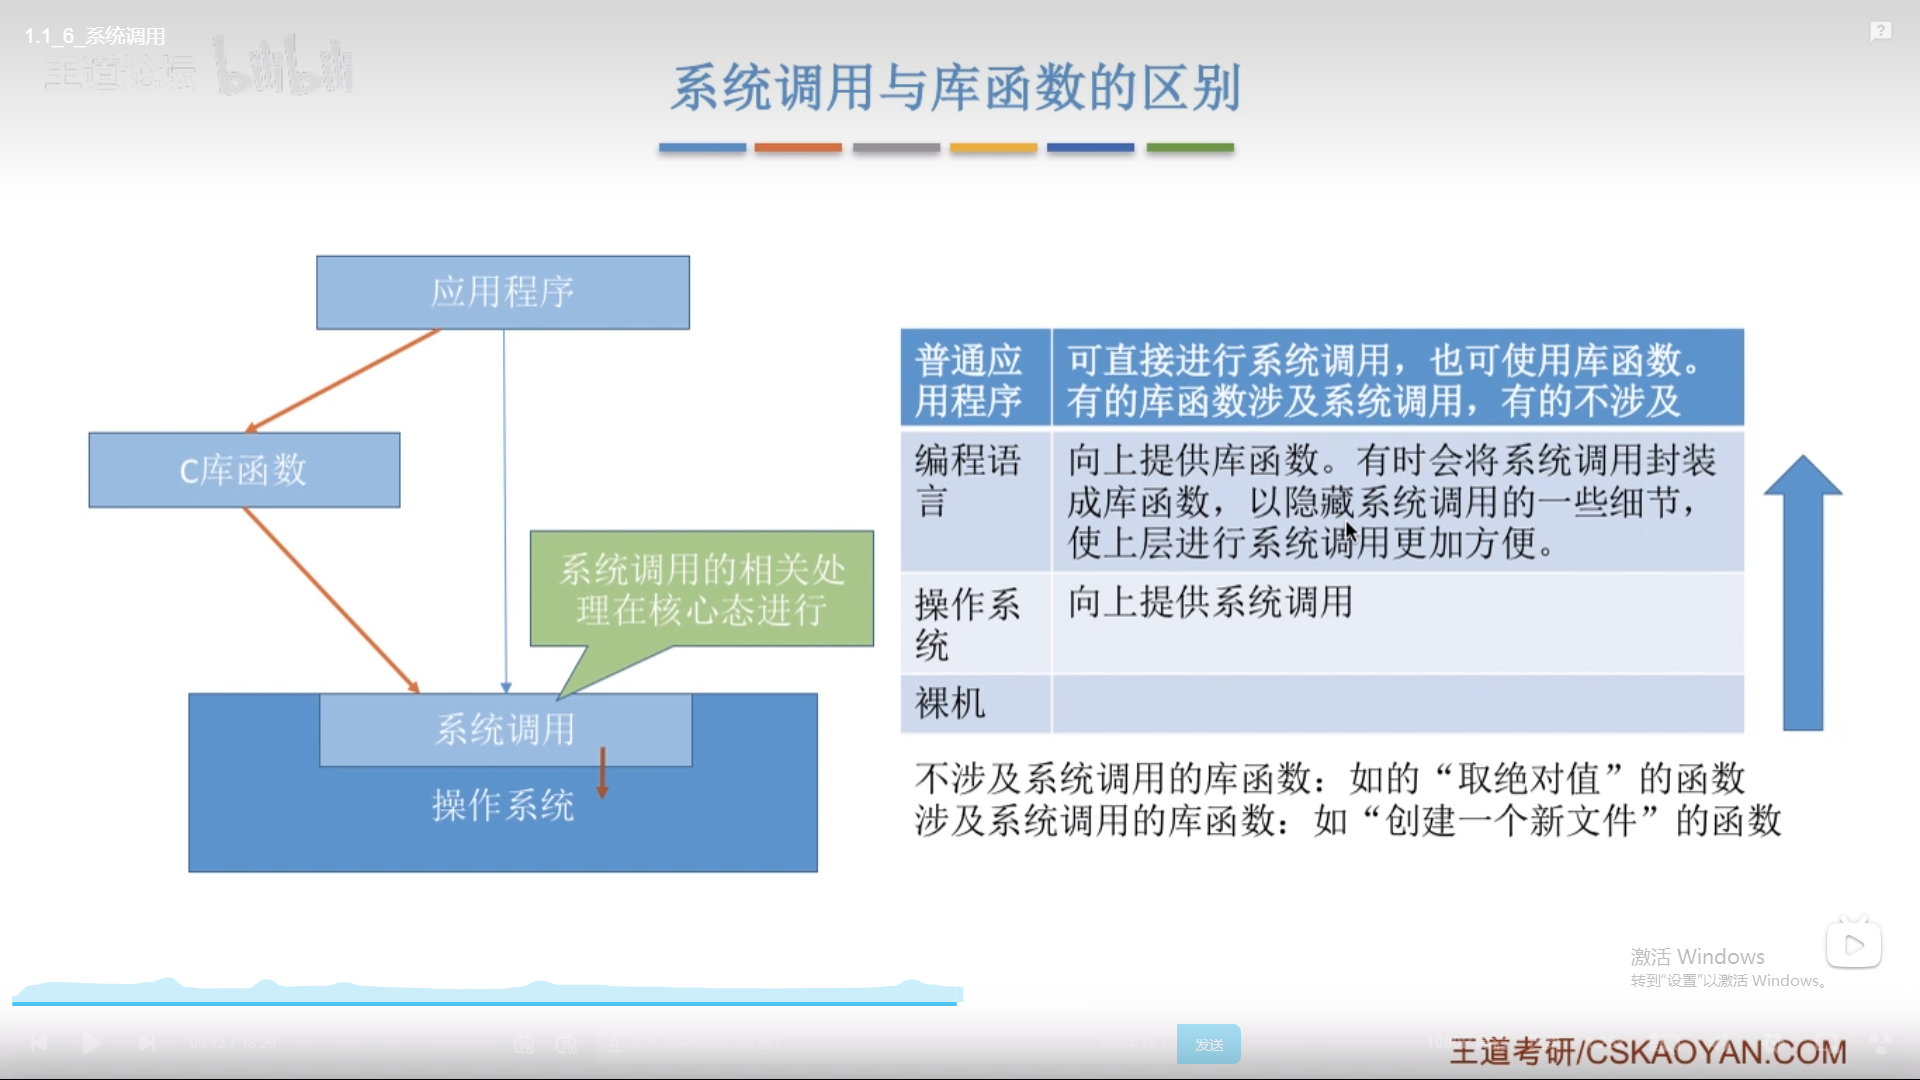 1.1_6_系统调用
王道论坛 bilibili
系统调用与库函数的区别
应用程序
C库函数
系统调用的相关处
理在核心态进行
系统调用
操作系统
普通应
用程序
可直接进行系统调用，也可使用库函数。
有的库函数涉及系统调用，有的不涉及
编程语
言
向上提供库函数。有时会将系统调用封装
成库函数，以隐藏系统调用的一些细节，
使上层进行系统调用更加方便。
操作系
统
向上提供系统调用
裸机
不涉及系统调用的库函数：如的“取绝对值”的函数
涉及系统调用的库函数：如“创建一个新文件”的函数
激活 Windows
转到“设置”以激活 Windows。
09:12 / 18:29
发送
王道考研/CSKAOYAN.COM